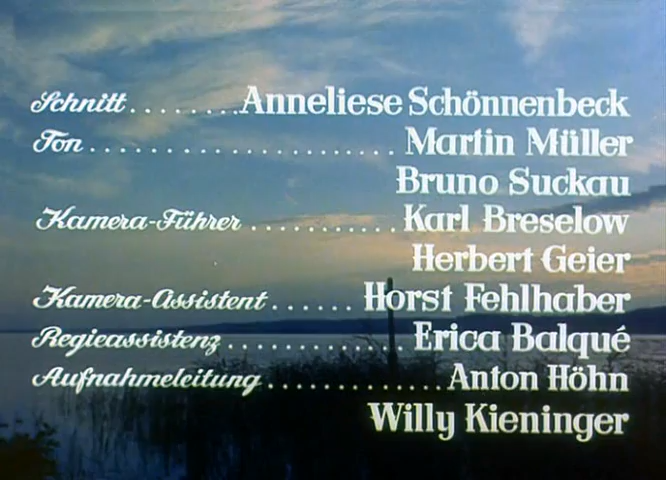 Schnitt.......Anneliese Schönnenbeck
Ton......................Martin Müller
Bruno Suckau
Kamera-Führer...........Karl Breselow
Herbert Geier
Kamera-Assistent......Horst Fehlhaber
Regieassistenz.............Erica Balqué
Aufnahmeleitung............Anton Höhn
Willy Kieninger